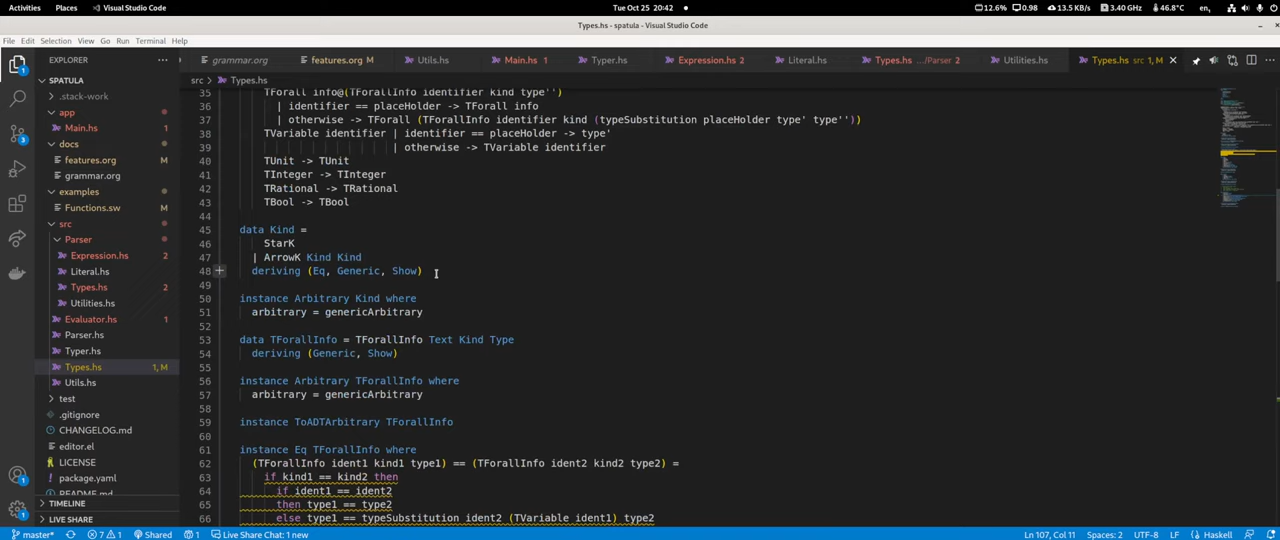 Activities Places Visual Studio Code Tue Oct 25 20:42 12.6% 0.98 13.5 KB/s 3.40 GHz 46.8°C en
Types.hs - spatula - Visual Studio Code
File Edit Selection View Go Run Terminal Help
EXPLORER
SPATULA
.stack-work
app
Main.hs 1
docs
features.org M
grammar.org
examples
Functions.sw M
src
Parser
Expression.hs 2
Literal.hs
Types.hs 2
Utilities.hs
Evaluator.hs 1
Parser.hs
Typer.hs
Types.hs 1, M
Utils.hs
test
.gitignore
CHANGELOG.md
editor.el
LICENSE
package.yaml
README.md
TIMELINE
LIVE SHARE
grammar.org features.org M Utils.hs Main.hs 1 Typer.hs Expression.hs 2 Literal.hs Types.hs .../Parser 2 Utilities.hs Types.hs src 1, M
src > Types.hs
35 TForall info@(TForallInfo identifier kind type'')
36 | identifier == placeHolder -> TForall info
37 | otherwise -> TForall (TForallInfo identifier kind (typeSubstitution placeHolder type' type''))
38 TVariable identifier | identifier == placeHolder -> type'
39 | otherwise -> TVariable identifier
40 TUnit -> TUnit
41 TInteger -> TInteger
42 TRational -> TRational
43 TBool -> TBool
44
45 data Kind =
46 StarK
47 | ArrowK Kind Kind
48 deriving (Eq, Generic, Show)
49
50 instance Arbitrary Kind where
51 arbitrary = genericArbitrary
52
53 data TForallInfo = TForallInfo Text Kind Type
54 deriving (Generic, Show)
55
56 instance Arbitrary TForallInfo where
57 arbitrary = genericArbitrary
58
59 instance ToADTArbitrary TForallInfo
60
61 instance Eq TForallInfo where
62 (TForallInfo ident1 kind1 type1) == (TForallInfo ident2 kind2 type2) =
63 if kind1 == kind2 then
64 if ident1 == ident2
65 then type1 == type2
66 else type1 == typeSubstitution ident2 (TVariable ident1) type2
master* 7 1 Shared 1 Live Share Chat: 1 new Ln 107, Col 11 Spaces: 2 UTF-8 LF Haskell